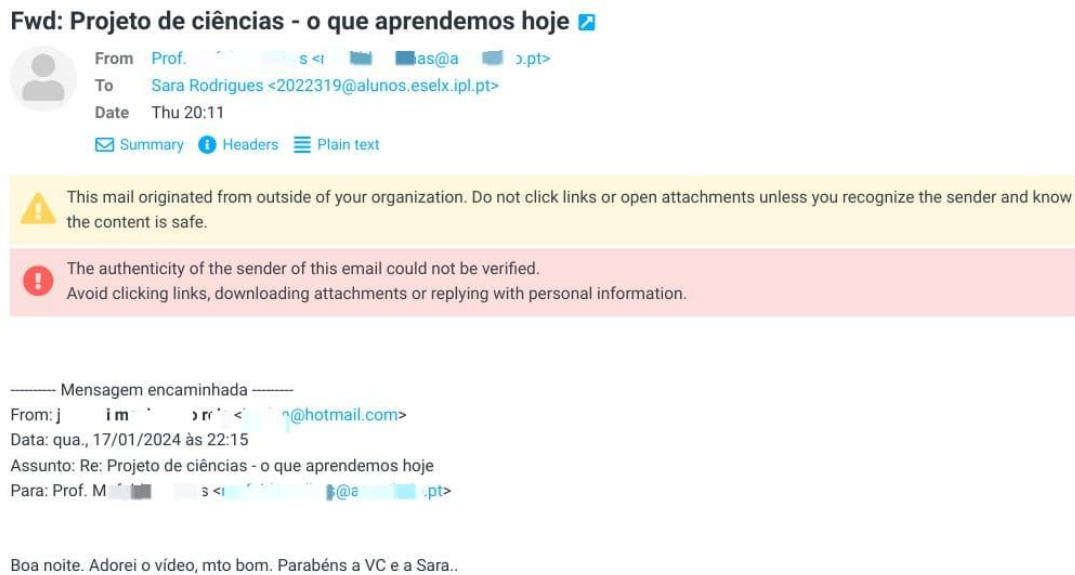 Fwd: Projeto de ciências - o que aprendemos hoje
From Prof. s < as@a o.pt>
To Sara Rodrigues <2022319@alunos.eselx.ipl.pt>
Date Thu 20:11
Summary Headers Plain text
This mail originated from outside of your organization. Do not click links or open attachments unless you recognize the sender and know
the content is safe.
The authenticity of the sender of this email could not be verified.
Avoid clicking links, downloading attachments or replying with personal information.
---------- Mensagem encaminhada ---------
From: j @hotmail.com>
Data: qua., 17/01/2024 às 22:15
Assunto: Re: Projeto de ciências - o que aprendemos hoje
Para: Prof. M s < @a .pt>
Boa noite. Adorei o vídeo, mto bom. Parabéns a VC e a Sara..